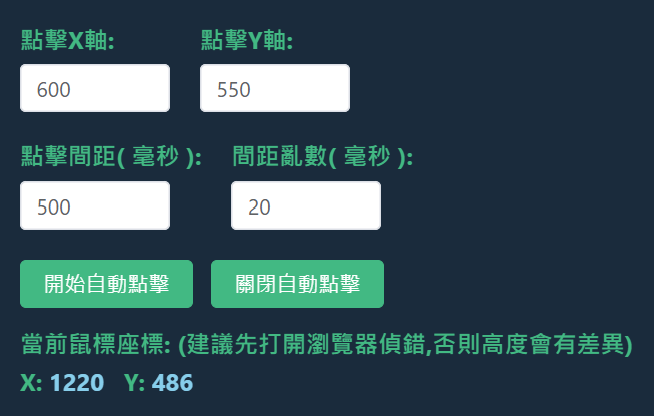 點擊X軸: 點擊Y軸:
600 550
點擊間距( 毫秒 ): 間距亂數( 毫秒 ):
500 20
開始自動點擊 關閉自動點擊
當前鼠標座標: (建議先打開瀏覽器偵錯,否則高度會有差異)
X: 1220 Y: 486